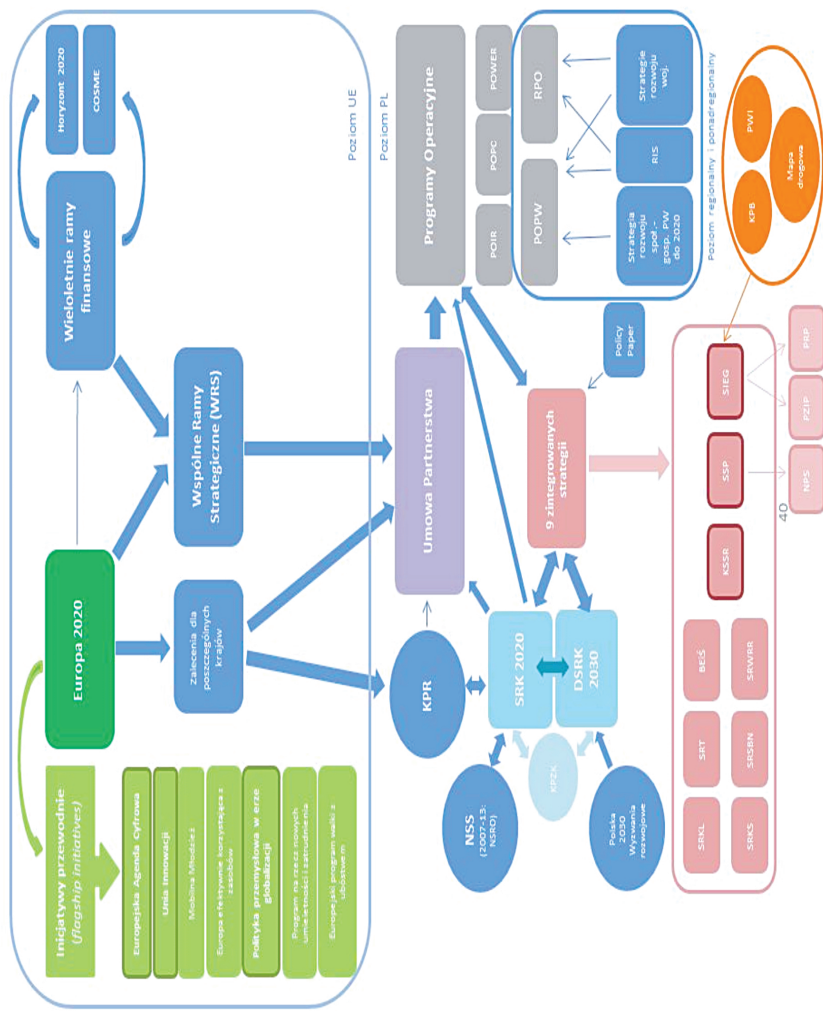 Inicjatywy przewodnie
(flagship initiatives)
Europejska Agenda Cyfrowa
Unia Innowacji
Mobilna Młodzież
Europa efektywnie korzystająca z
zasobów
Polityka przemysłowa w erze
globalizacji
Program na rzecz nowych
umiejętności i zatrudnienia
Europejski program walki z
ubóstwem
Europa 2020
Wieloletnie ramy
finansowe
Horyzont 2020
COSME
Zalecenia dla
poszczególnych
krajów
Wspólne Ramy
Strategiczne (WRS)
Poziom UE
Poziom PL
KPR
Umowa Partnerstwa
Programy Operacyjne
POIR
POPC
POWER
POPW
RPO
Strategia
rozwoju
społ.-
gosp. PW
do 2020
RIS
Strategie
rozwoju
woj.
Poziom regionalny i ponadregionalny
NSS
(2007-13:
NSRO)
SRK 2020
DSRK
2030
KPZK
Polska
2030
Wyzwania
rozwojowe
9 zintegrowanych
strategii
Policy
Paper
SRKL
SRT
BEiŚ
SRKS
SRSBN
SRWRR
KSSR
SSP
SIEG
KPB
PWI
Mapa
drogowa
NPS
PZIP
PRP
40